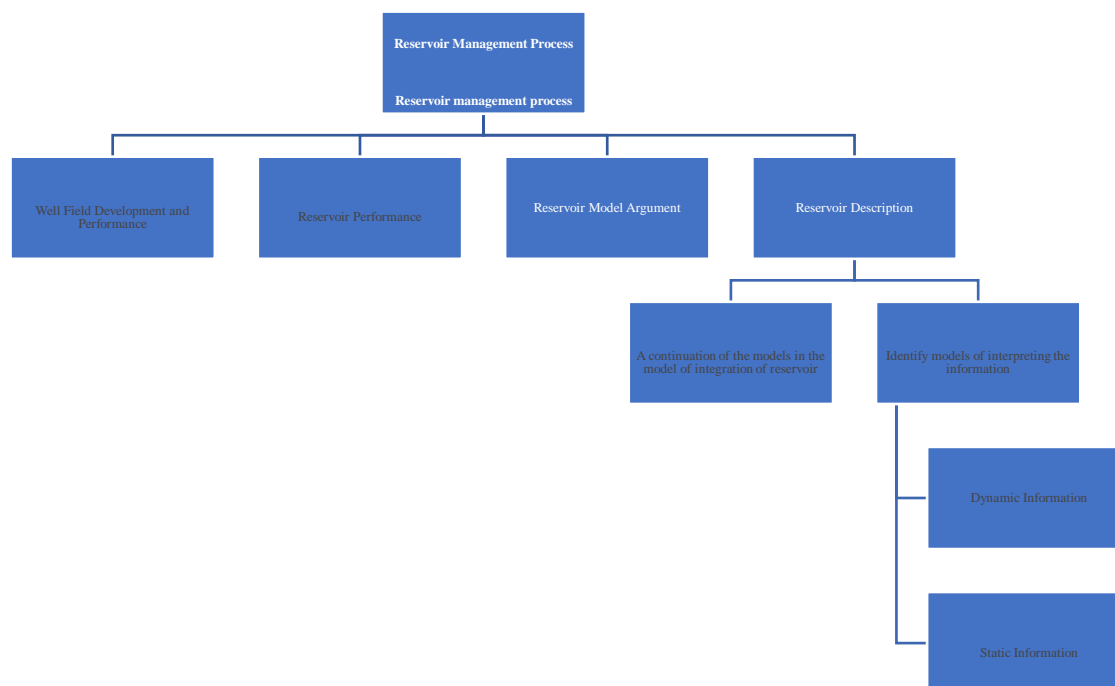 Reservoir Management Process
Reservoir management process
Well Field Development and
Performance
Reservoir Performance
Reservoir Model Argument
Reservoir Description
A continuation of the models in the
model of integration of reservoir
Identify models of interpreting the
information
Dynamic Information
Static Information